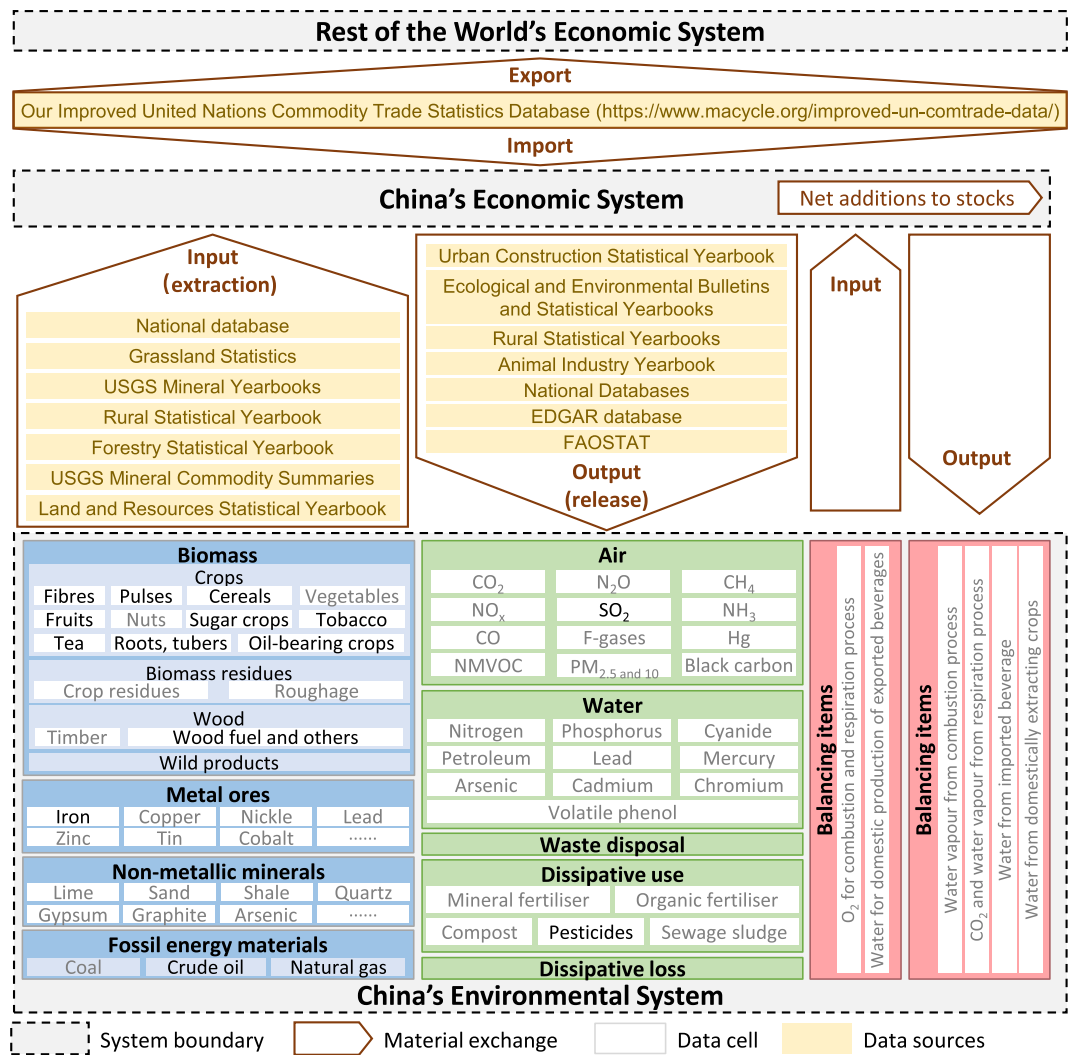 Rest of the World's Economic System
Export
Our Improved United Nations Commodity Trade Statistics Database (https://www.macycle.org/improved-un-comtrade-data/)
Import
China's Economic System
Net additions to stocks
Input
(extraction)
National database
Grassland Statistics
USGS Mineral Yearbooks
Rural Statistical Yearbook
Forestry Statistical Yearbook
USGS Mineral Commodity Summaries
Land and Resources Statistical Yearbook
Urban Construction Statistical Yearbook
Ecological and Environmental Bulletins
and Statistical Yearbooks
Rural Statistical Yearbooks
Animal Industry Yearbook
National Databases
EDGAR database
FAOSTAT
Output
(release)
Input
Output
Biomass
Crops
Fibres Pulses Cereals Vegetables
Fruits Nuts Sugar crops Tobacco
Tea Roots, tubers Oil-bearing crops
Biomass residues
Crop residues Roughage
Wood
Timber Wood fuel and others
Wild products
Metal ores
Iron Copper Nickle Lead
Zinc Tin Cobalt ······
Non-metallic minerals
Lime Sand Shale Quartz
Gypsum Graphite Arsenic ······
Fossil energy materials
Coal Crude oil Natural gas
Air
CO₂ N₂O CH₄
NOₓ SO₂ NH₃
CO F-gases Hg
NMVOC PM₂.₅ and ₁₀ Black carbon
Water
Nitrogen Phosphorus Cyanide
Petroleum Lead Mercury
Arsenic Cadmium Chromium
Volatile phenol
Waste disposal
Dissipative use
Mineral fertiliser Organic fertiliser
Compost Pesticides Sewage sludge
Dissipative loss
Balancing items
O₂ for combustion and respiration process
Water for domestic production of exported beverages
Balancing items
Water vapour from combustion process
CO₂ and water vapour from respiration process
Water from imported beverage
Water from domestically extracting crops
China's Environmental System
System boundary Material exchange Data cell Data sources